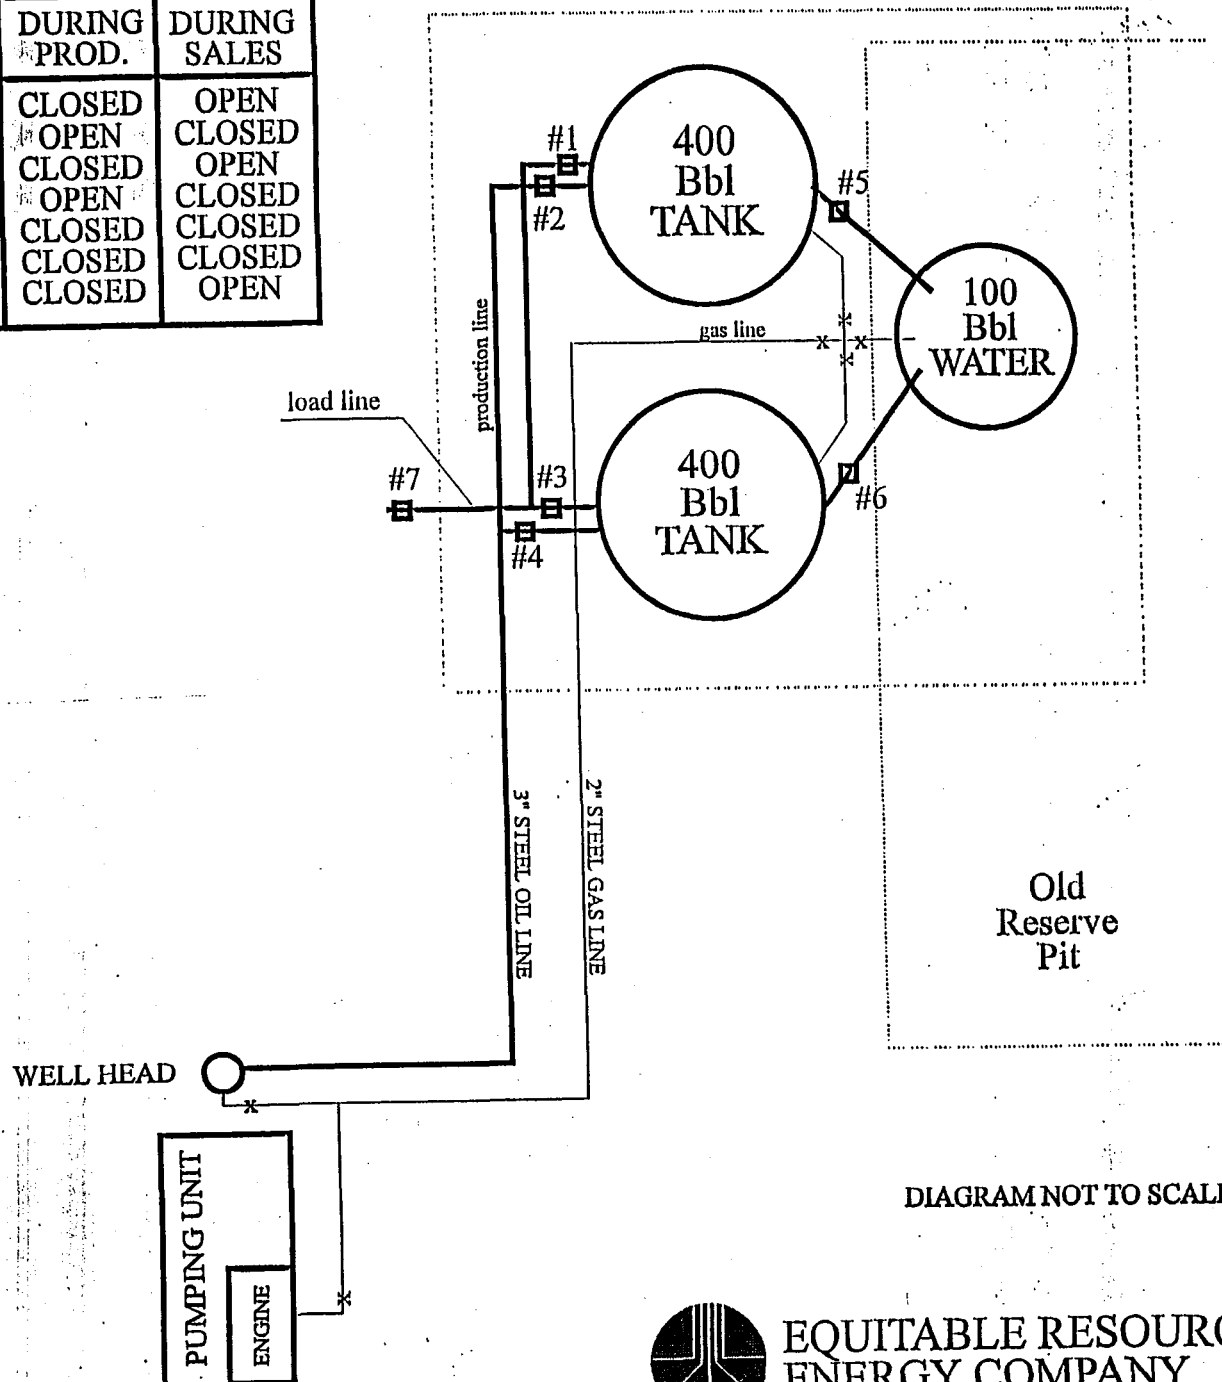 DURING PROD.
DURING SALES
CLOSED OPEN
OPEN CLOSED
CLOSED OPEN
OPEN CLOSED
CLOSED CLOSED
CLOSED CLOSED
CLOSED OPEN
#1
#2
400
Bbl
TANK
#5
100
Bbl
WATER
production line
gas line
load line
#7
#3
#4
400
Bbl
TANK
#6
3" STEEL OIL LINE
2" STEEL GAS LINE
Old
Reserve
Pit
WELL HEAD
PUMPING UNIT
ENGINE
DIAGRAM NOT TO SCALE
EQUITABLE RESOURC
ENERGY COMPANY